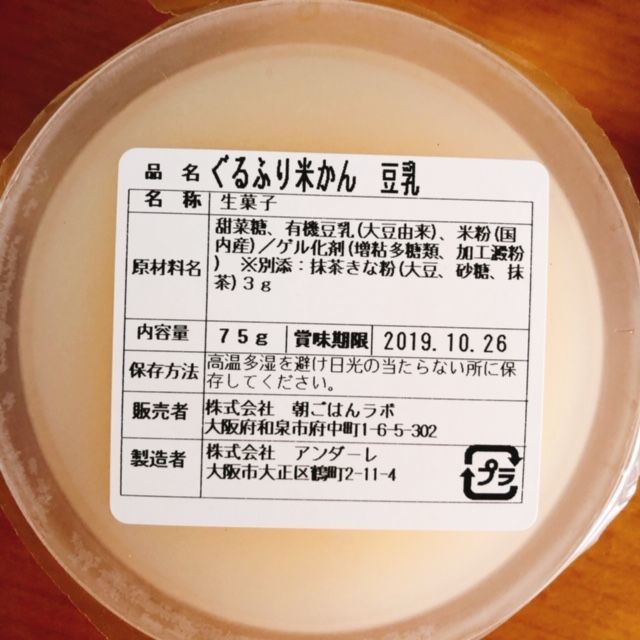 品 名 ぐるふり米かん 豆乳
名 称 生菓子
原材料名 甜菜糖、有機豆乳(大豆由来)、米粉(国
内産)／ゲル化剤(増粘多糖類、加工澱粉
) ※別添：抹茶きな粉(大豆、砂糖、抹
茶)３ｇ
内容量 ７５ｇ 賞味期限 2019.10.26
保存方法 高温多湿を避け日光の当たらない所に保
存してください。
販売者 株式会社 朝ごはんラボ
大阪府和泉市府中町1-6-5-302
製造者 株式会社 アンダーレ
大阪市大正区鶴町2-11-4
プラ